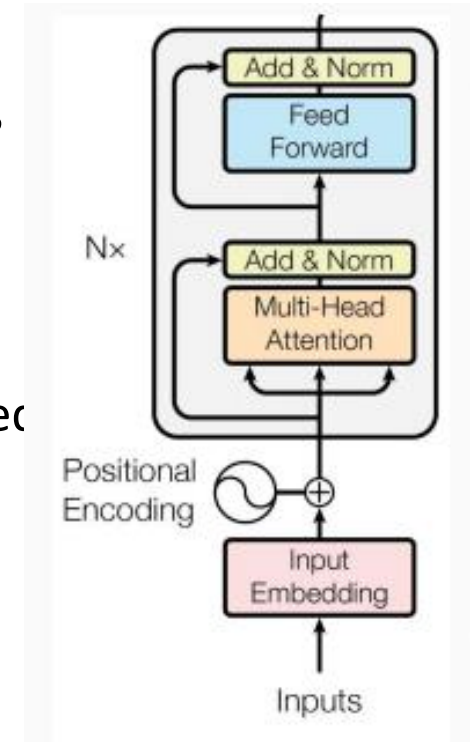 Add & Norm
Feed
Forward
Nx
Add & Norm
Multi-Head
Attention
Positional
Encoding
Input
Embedding
Inputs